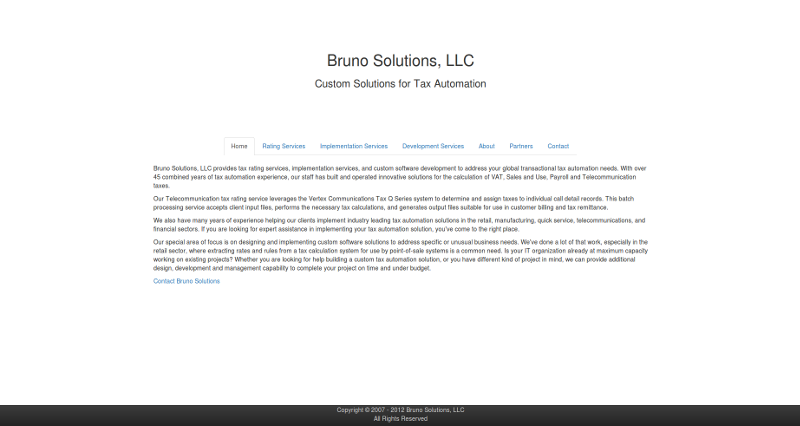 Bruno Solutions, LLC
Custom Solutions for Tax Automation
Home Rating Services Implementation Services Development Services About Partners Contact
Bruno Solutions, LLC provides tax rating services, implementation services, and custom software development to address your global transactional tax automation needs. With over
45 combined years of tax automation experience, our staff has built and operated innovative solutions for the calculation of VAT, Sales and Use, Payroll and Telecommunication
taxes.
Our Telecommunication tax rating service leverages the Vertex Communications Tax Q Series system to determine and assign taxes to individual call detail records. This batch
processing service accepts client input files, performs the necessary tax calculations, and generates output files suitable for use in customer billing and tax remittance.
We also have many years of experience helping our clients implement industry leading tax automation solutions in the retail, manufacturing, quick service, telecommunications, and
financial sectors. If you are looking for expert assistance in implementing your tax automation solution, you've come to the right place.
Our special area of focus is on designing and implementing custom software solutions to address specific or unusual business needs. We've done a lot of that work, especially in the
retail sector, where extracting rates and rules from a tax calculation system for use by point-of-sale systems is a common need. Is your IT organization already at maximum capacity
working on existing projects? Whether you are looking for help building a custom tax automation solution, or you have different kind of project in mind, we can provide additional
design, development and management capability to complete your project on time and under budget.
Contact Bruno Solutions
Copyright © 2007 - 2012 Bruno Solutions, LLC
All Rights Reserved